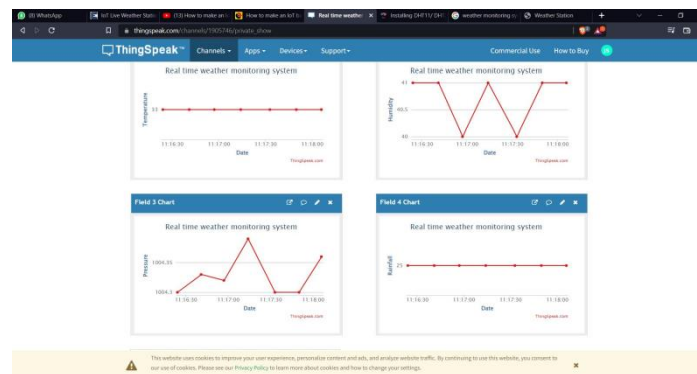 (3) WhatsApp
IoT Live Weather Stati
(13) How to make an I
How to make an IoT b
Real time weather m
Installing DHT11/ DH
weather monitoring sy
Weather Station
thingspeak.com/channels/1905746/private_show
ThingSpeak™ Channels Apps Devices Support Commercial Use How to Buy
Real time weather monitoring system
Temperature
33
11:16:30 11:17:00 11:17:30 11:18:00
Date
ThingSpeak.com
Real time weather monitoring system
Humidity
41
40.5
40
11:16:30 11:17:00 11:17:30 11:18:00
Date
ThingSpeak.com
Field 3 Chart
Real time weather monitoring system
Pressure
1004.35
1004.3
11:16:30 11:17:00 11:17:30 11:18:00
Date
ThingSpeak.com
Field 4 Chart
Real time weather monitoring system
Rainfall
25
11:16:30 11:17:00 11:17:30 11:18:00
Date
ThingSpeak.com
This website uses cookies to improve your user experience, personalize content and ads, and analyze website traffic. By continuing to use this website, you consent to
our use of cookies. Please see our Privacy Policy to learn more about cookies and how to change your settings.